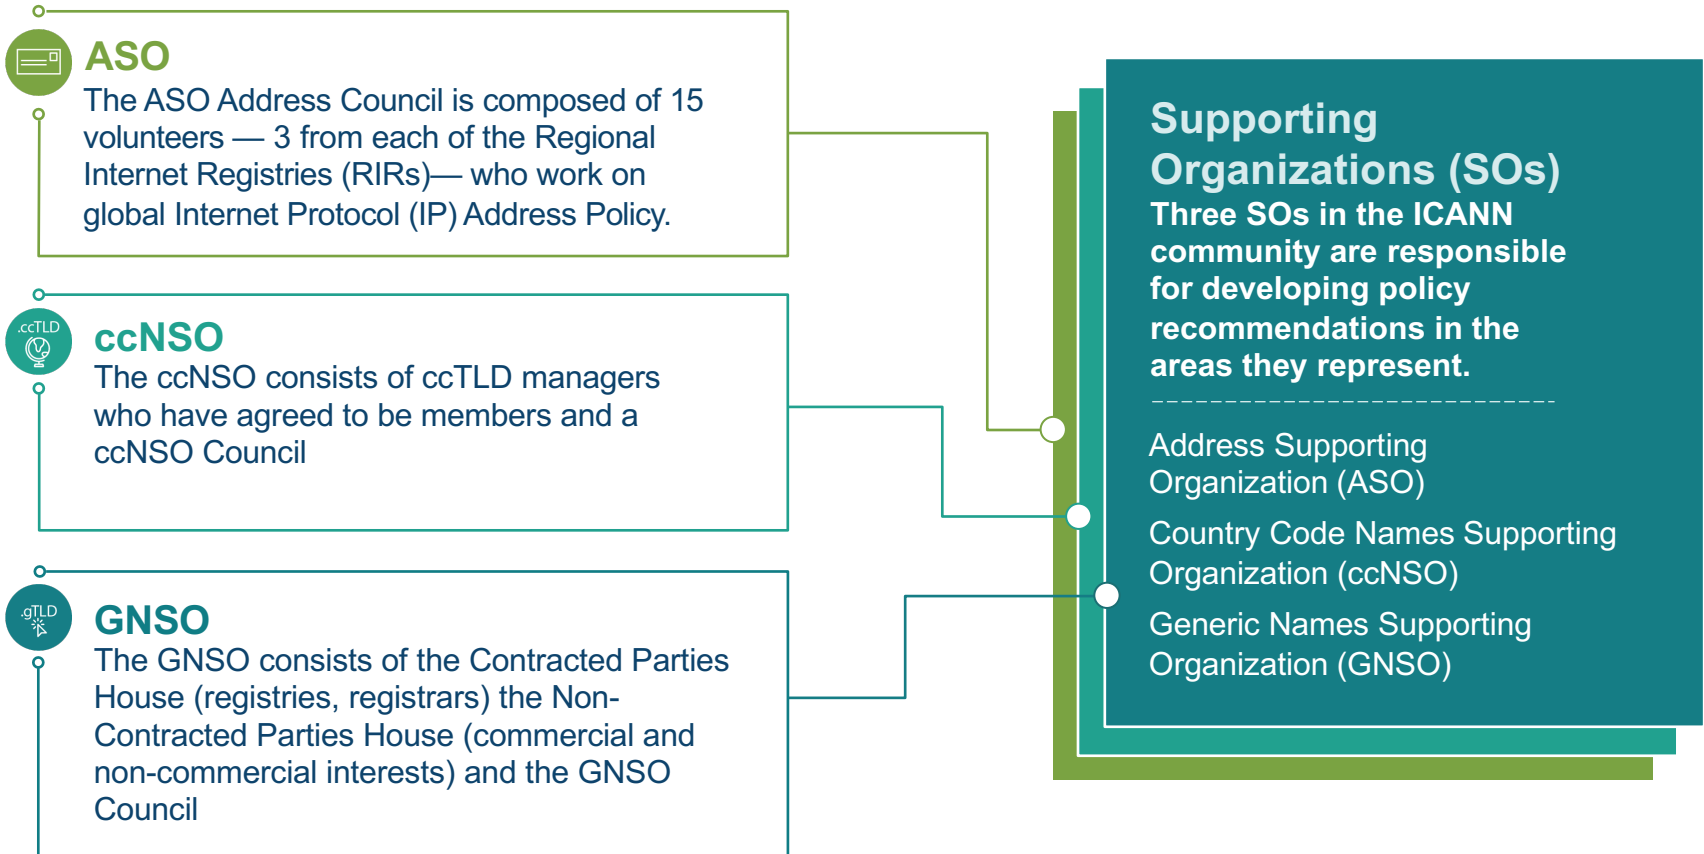 ASO
The ASO Address Council is composed of 15
volunteers — 3 from each of the Regional
Internet Registries (RIRs)— who work on
global Internet Protocol (IP) Address Policy.
.ccTLD
ccNSO
The ccNSO consists of ccTLD managers
who have agreed to be members and a
ccNSO Council
.gTLD
GNSO
The GNSO consists of the Contracted Parties
House (registries, registrars) the Non-
Contracted Parties House (commercial and
non-commercial interests) and the GNSO
Council
Supporting
Organizations (SOs)
Three SOs in the ICANN
community are responsible
for developing policy
recommendations in the
areas they represent.
Address Supporting
Organization (ASO)
Country Code Names Supporting
Organization (ccNSO)
Generic Names Supporting
Organization (GNSO)